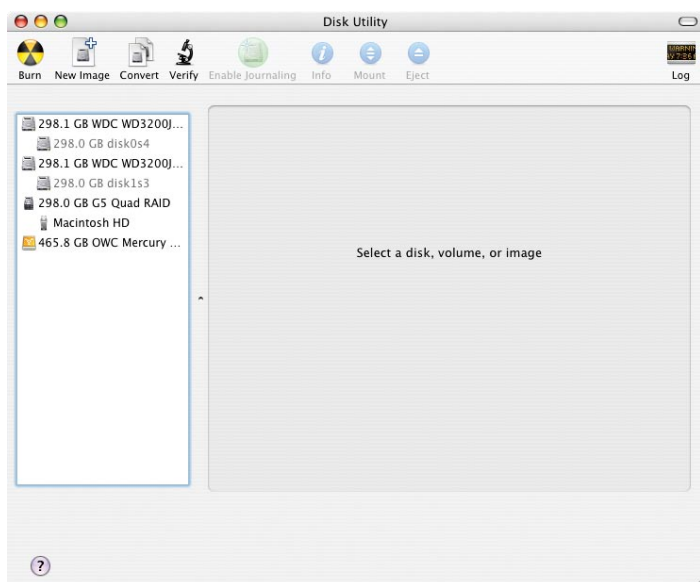 Disk Utility
Burn New Image Convert Verify Enable Journaling Info Mount Eject Log
298.1 GB WDC WD3200J...
298.0 GB disk0s4
298.1 GB WDC WD3200J...
298.0 GB disk1s3
298.0 GB G5 Quad RAID
Macintosh HD
465.8 GB OWC Mercury ...
Select a disk, volume, or image
?